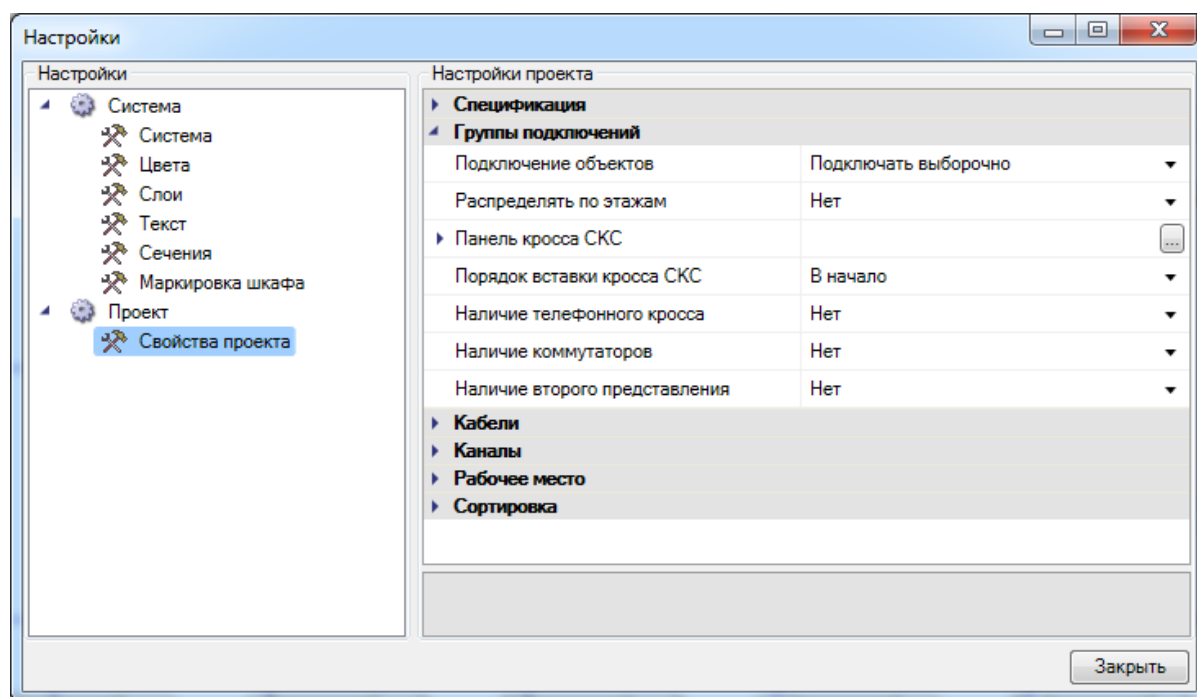 Настройки
Настройки
Система
Система
Цвета
Слои
Текст
Сечения
Маркировка шкафа
Проект
Свойства проекта
Настройки проекта
Спецификация
Группы подключений
Подключение объектов Подключать выборочно
Распределять по этажам Нет
Панель кросса СКС ...
Порядок вставки кросса СКС В начало
Наличие телефонного кросса Нет
Наличие коммутаторов Нет
Наличие второго представления Нет
Кабели
Каналы
Рабочее место
Сортировка
Закрыть